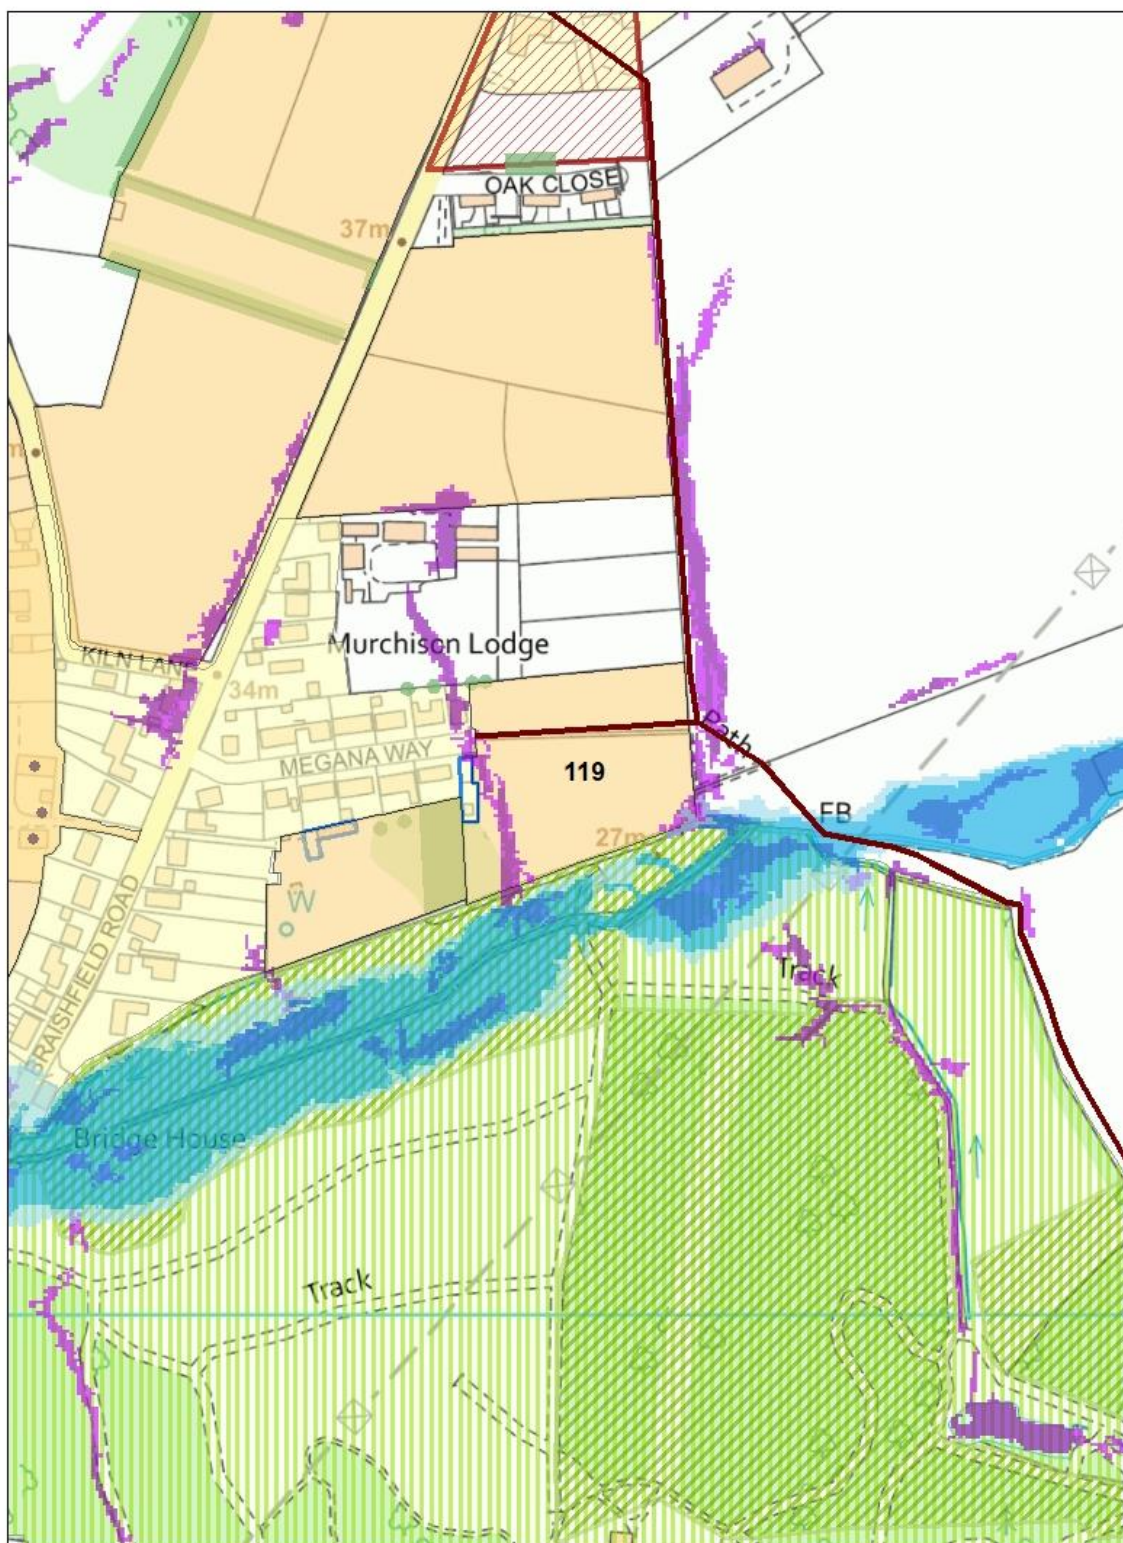 OAK CLOSE
37m
m
KILN LANE
34m
Murchison Lodge
MEGANA WAY
Path
119
27m
FB
W
BRAISHFIELD ROAD
Track
Bridge House
Track